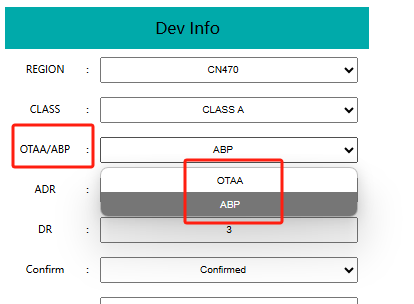 Dev Info
REGION : CN470
CLASS : CLASS A
OTAA/ABP : ABP
OTAA
ADR :
ABP
DR : 3
Confirm : Confirmed